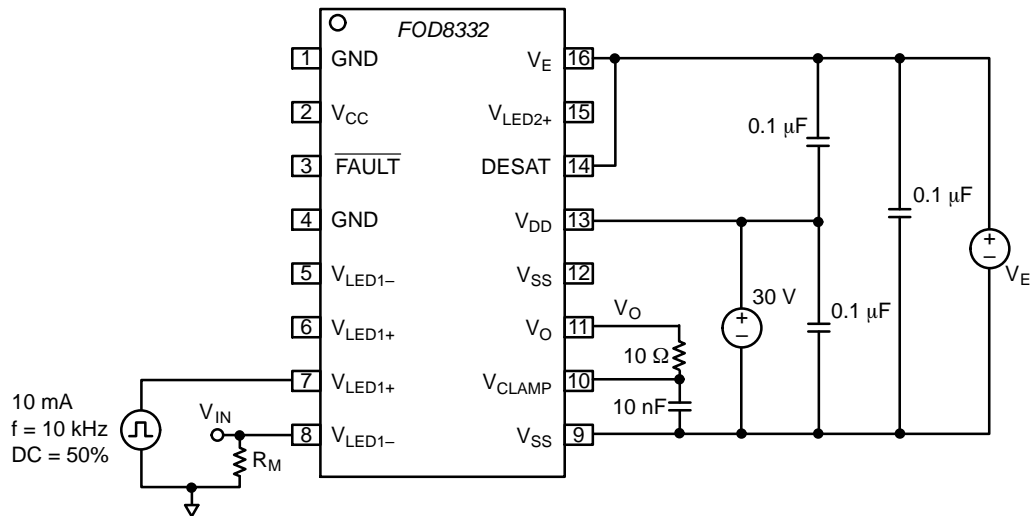 FOD8332
1 GND
2 VCC
3 FAULT
4 GND
5 VLED1–
6 VLED1+
7 VLED1+
8 VLED1–
VE 16
VLED2+ 15
DESAT 14
VDD 13
VSS 12
VO 11
VCLAMP 10
VSS 9
10 mA
f = 10 kHz
DC = 50%
VIN
RM
VO
10 Ω
10 nF
30 V
+
–
0.1 μF
0.1 μF
0.1 μF
+
–
VE